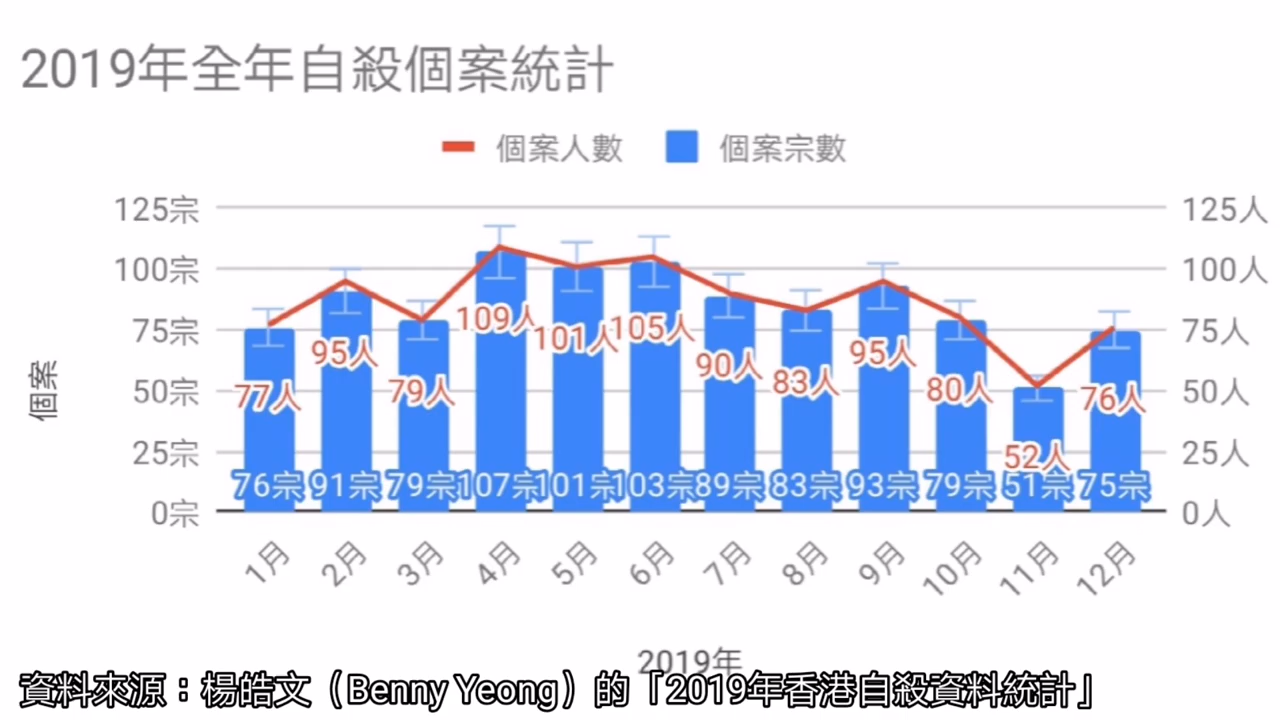 2019年全年自殺個案統計
個案人數 個案宗數
125宗 125人
100宗 100人
75宗 75人
50宗 50人
25宗 25人
0宗 0人
個案
77人 95人 79人 109人 101人 105人 90人 83人 95人 80人 52人 76人
76宗 91宗 79宗 107宗 101宗 103宗 89宗 83宗 93宗 79宗 51宗 75宗
1月 2月 3月 4月 5月 6月 7月 8月 9月 10月 11月 12月
2019年
資料來源：楊皓文（Benny Yeong）的「2019年香港自殺資料統計」